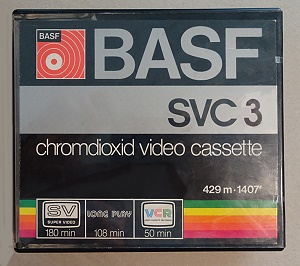 BASF
BASF
SVC 3
chromdioxid video cassette
429 m · 1407'
SV LONG PLAY VCR
SUPER VIDEO
180 min 108 min 50 min